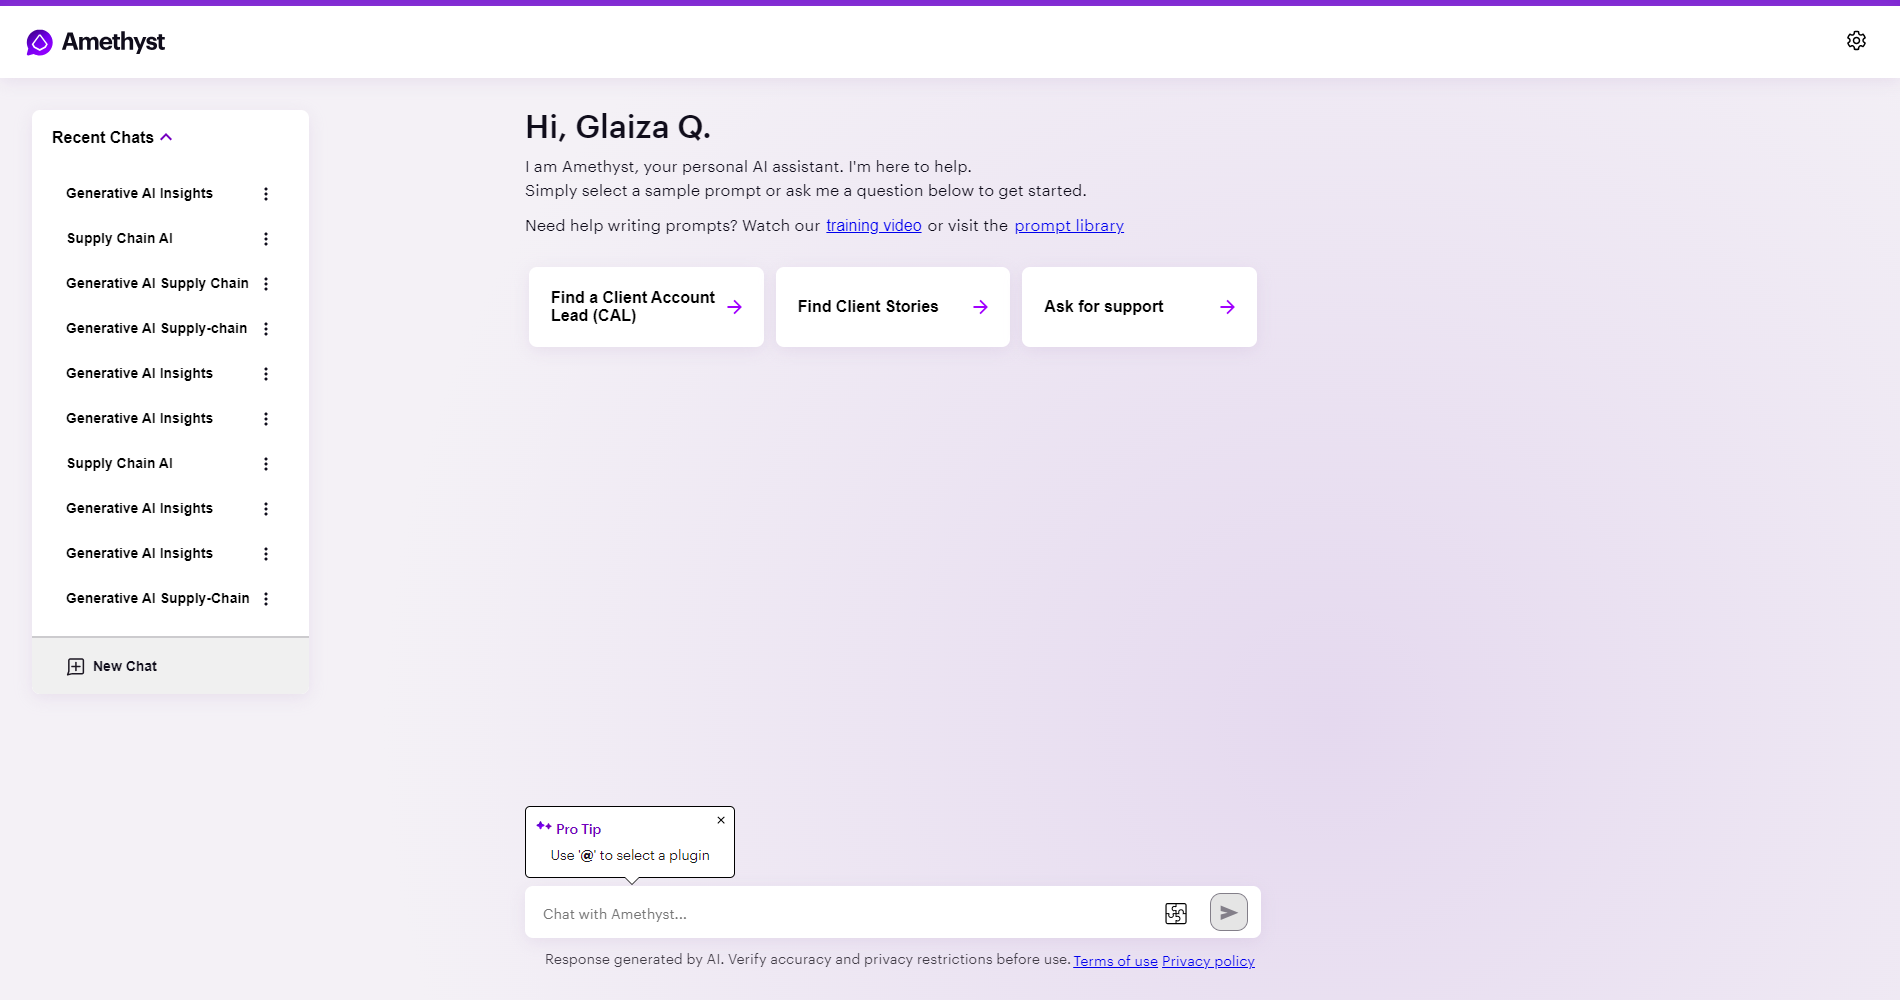 Amethyst
Recent Chats
Generative AI Insights
Supply Chain AI
Generative AI Supply Chain
Generative AI Supply-chain
Generative AI Insights
Generative AI Insights
Supply Chain AI
Generative AI Insights
Generative AI Insights
Generative AI Supply-Chain
New Chat
Hi, Glaiza Q.
I am Amethyst, your personal AI assistant. I'm here to help.
Simply select a sample prompt or ask me a question below to get started.
Need help writing prompts? Watch our training video or visit the prompt library
Find a Client Account
Lead (CAL)
Find Client Stories
Ask for support
Pro Tip
Use '@' to select a plugin
Chat with Amethyst...
Response generated by AI. Verify accuracy and privacy restrictions before use. Terms of use Privacy policy